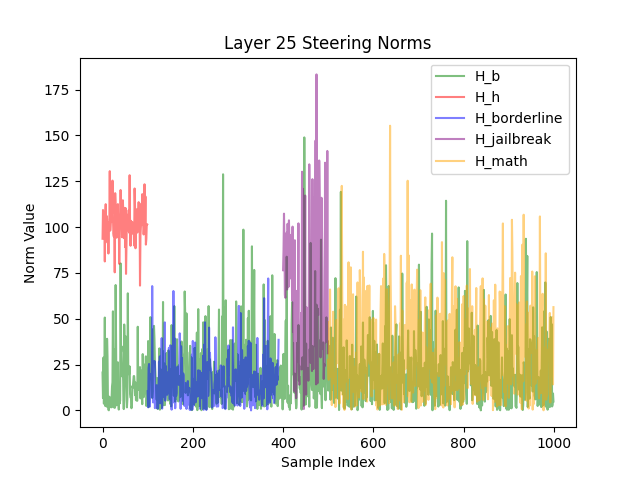 Layer 25 Steering Norms
H_b
H_h
H_borderline
H_jailbreak
H_math
Norm Value
175
150
125
100
75
50
25
0
0 200 400 600 800 1000
Sample Index